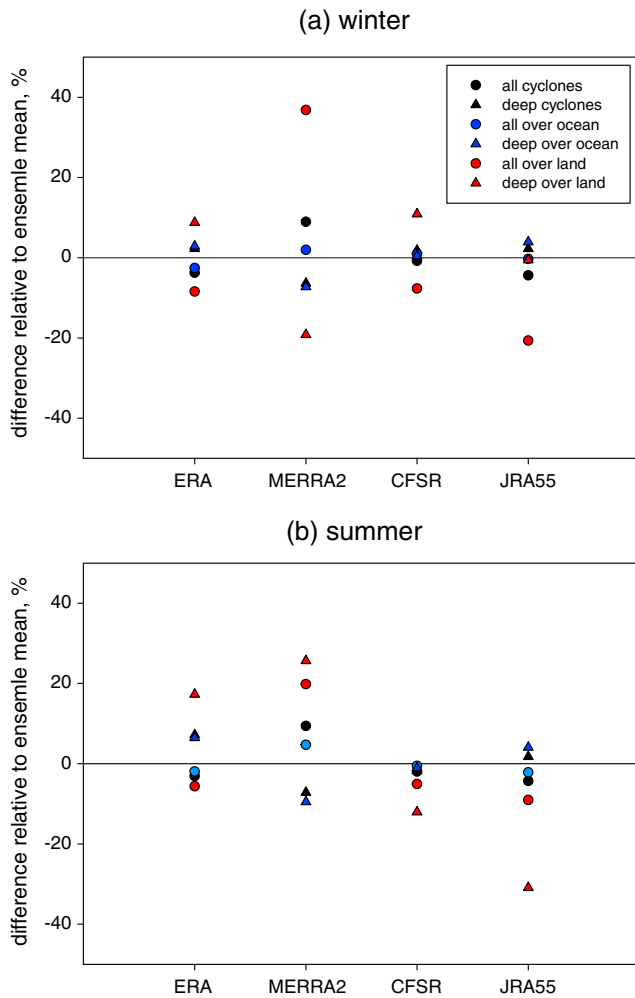 (a) winter
difference relative to ensemle mean, %
40
20
0
-20
-40
all cyclones
deep cyclones
all over ocean
deep over ocean
all over land
deep over land
ERA
MERRA2
CFSR
JRA55
(b) summer
difference relative to ensemle mean, %
40
20
0
-20
-40
ERA
MERRA2
CFSR
JRA55